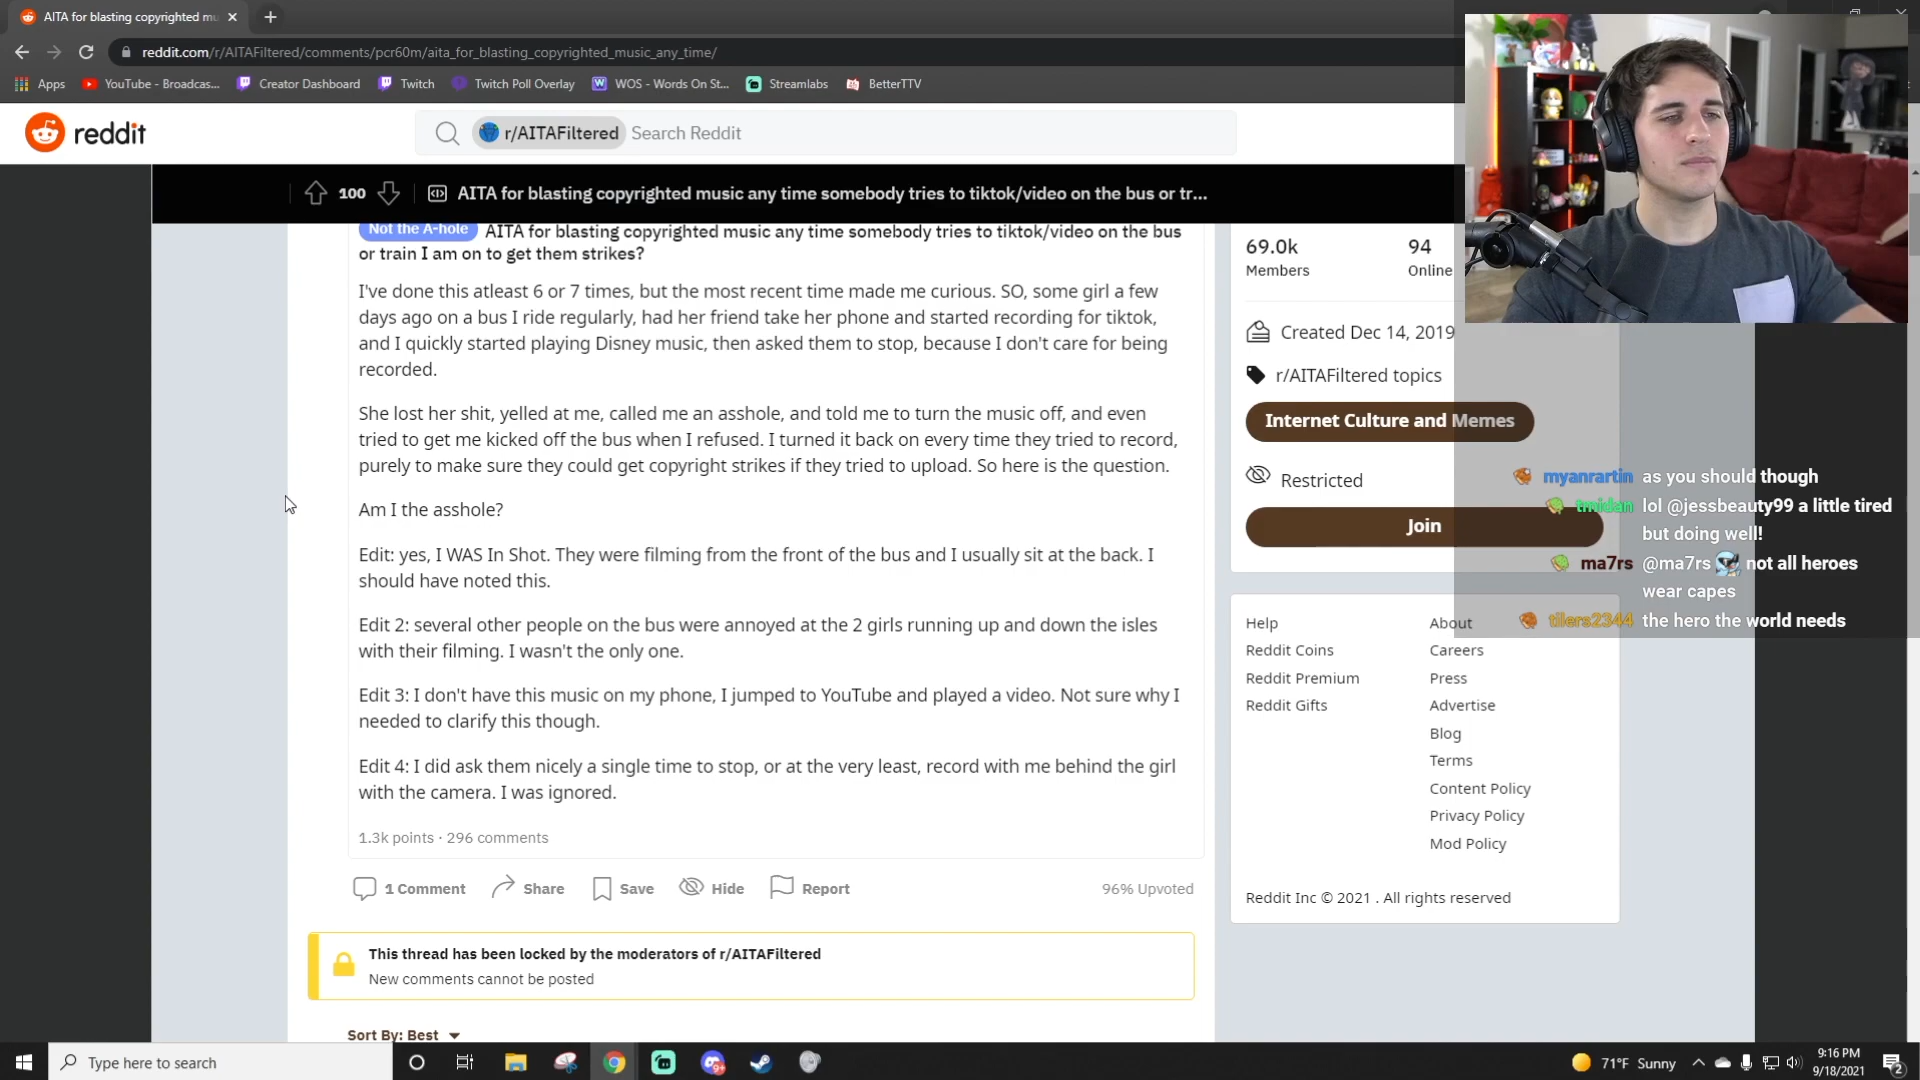 AITA for blasting copyrighted mu
reddit.com/r/AITAFiltered/comments/pcr60m/aita_for_blasting_copyrighted_music_any_time/
Apps YouTube - Broadcas... Creator Dashboard Twitch Twitch Poll Overlay WOS - Words On St... Streamlabs BetterTTV
reddit r/AITAFiltered Search Reddit
100 AITA for blasting copyrighted music any time somebody tries to tiktok/video on the bus or tr...
Not the A-hole AITA for blasting copyrighted music any time somebody tries to tiktok/video on the bus
or train I am on to get them strikes?
I've done this atleast 6 or 7 times, but the most recent time made me curious. SO, some girl a few
days ago on a bus I ride regularly, had her friend take her phone and started recording for tiktok,
and I quickly started playing Disney music, then asked them to stop, because I don't care for being
recorded.
She lost her shit, yelled at me, called me an asshole, and told me to turn the music off, and even
tried to get me kicked off the bus when I refused. I turned it back on every time they tried to record,
purely to make sure they could get copyright strikes if they tried to upload. So here is the question.
Am I the asshole?
Edit: yes, I WAS In Shot. They were filming from the front of the bus and I usually sit at the back. I
should have noted this.
Edit 2: several other people on the bus were annoyed at the 2 girls running up and down the isles
with their filming. I wasn't the only one.
Edit 3: I don't have this music on my phone, I jumped to YouTube and played a video. Not sure why I
needed to clarify this though.
Edit 4: I did ask them nicely a single time to stop, or at the very least, record with me behind the girl
with the camera. I was ignored.
1.3k points · 296 comments
1 Comment Share Save Hide Report 96% Upvoted
This thread has been locked by the moderators of r/AITAFiltered
New comments cannot be posted
Sort By: Best
69.0k 94
Members Online
Created Dec 14, 2019
r/AITAFiltered topics
Internet Culture and Memes
Restricted
Join
Help About
Reddit Coins Careers
Reddit Premium Press
Reddit Gifts Advertise
Blog
Terms
Content Policy
Privacy Policy
Mod Policy
Reddit Inc © 2021 . All rights reserved
myanrartin as you should though
tmidan lol @jessbeauty99 a little tired
but doing well!
ma7rs @ma7rs not all heroes
wear capes
tilers2344 the hero the world needs
Type here to search
9+
71°F Sunny
9:16 PM
9/18/2021
2